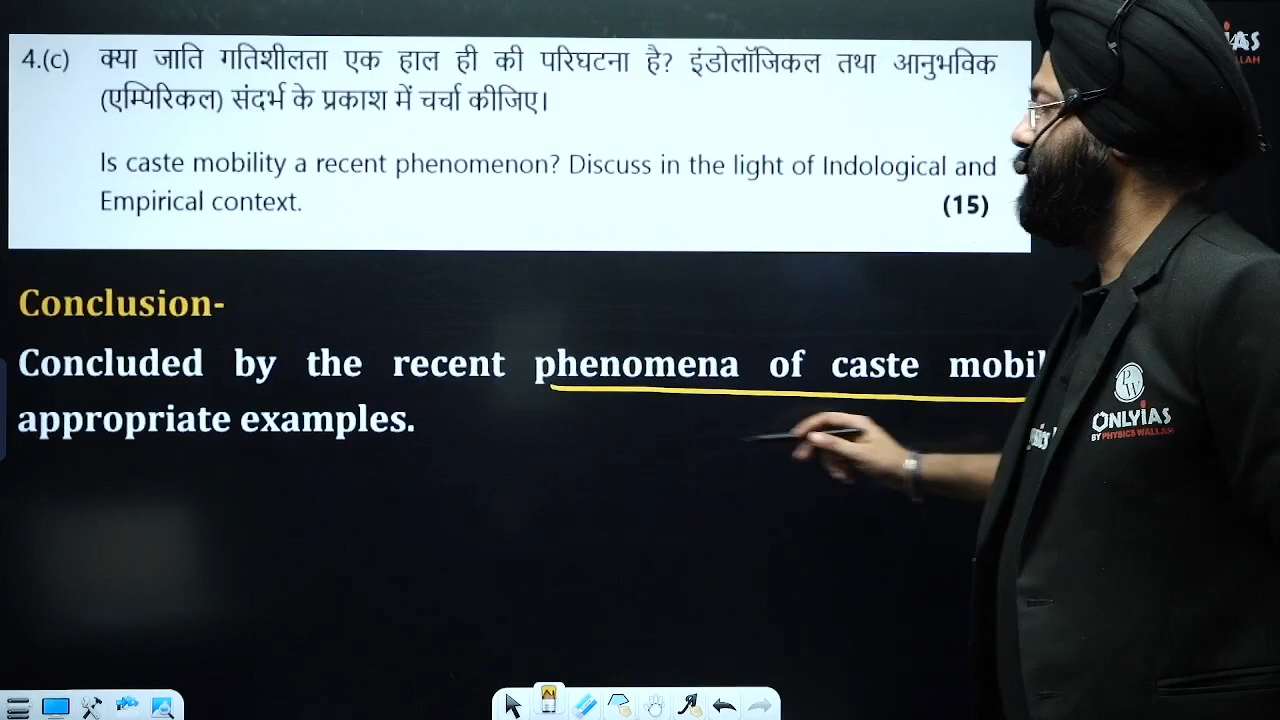 4.(c) क्या जाति गतिशीलता एक हाल ही की परिघटना है? इंडोलॉजिकल तथा आनुभविक
(एम्पिरिकल) संदर्भ के प्रकाश में चर्चा कीजिए।
Is caste mobility a recent phenomenon? Discuss in the light of Indological and
Empirical context.
(15)
Conclusion-
Concluded by the recent phenomena of caste mobil
appropriate examples.
PW
ONLYIAS
BY PHYSICS WALLAH